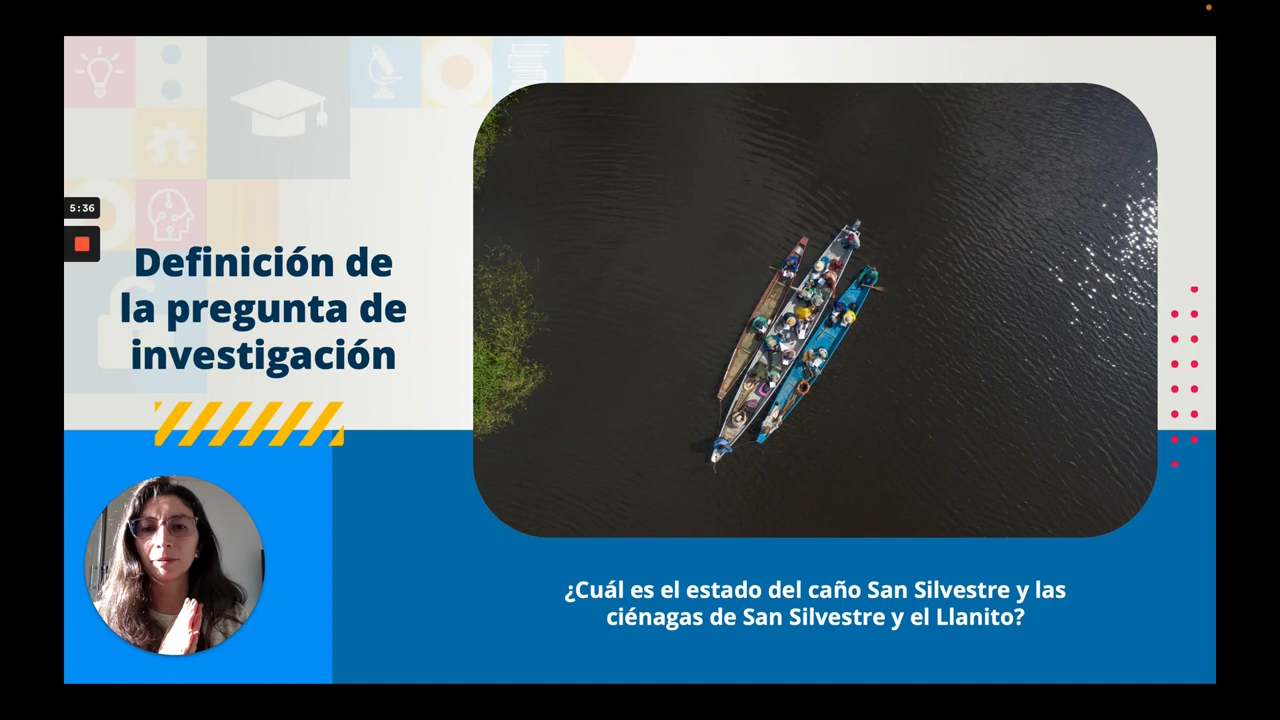 5:36
Definición de
la pregunta de
investigación
¿Cuál es el estado del caño San Silvestre y las
ciénagas de San Silvestre y el Llanito?